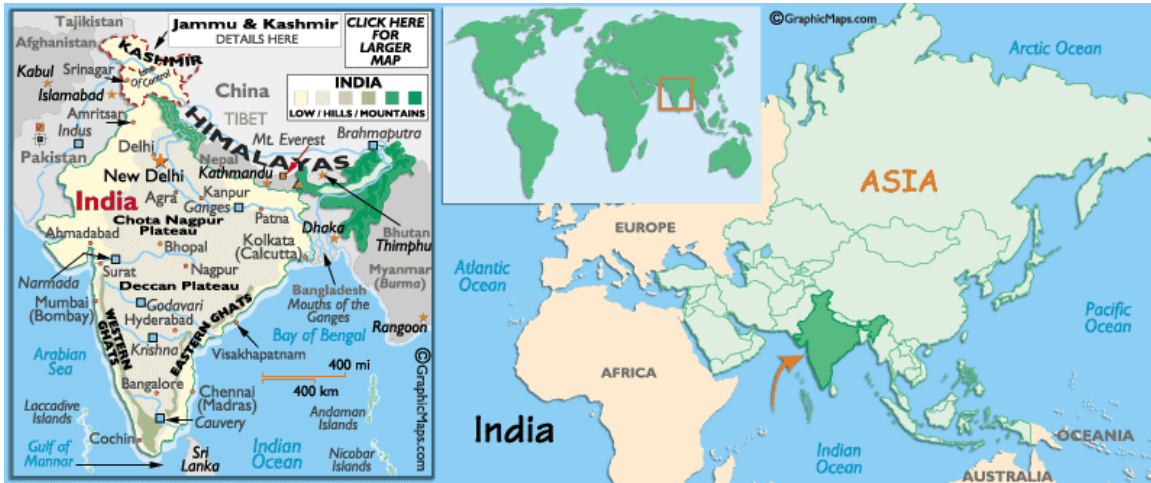 Tajikistan
Afghanistan
Kabul
Srinagar
Islamabad
Amritsar
Indus
Pakistan
KASHMIR
Line
Of Control
Jammu & Kashmir
DETAILS HERE
CLICK HERE
FOR
LARGER
MAP
INDIA
LOW / HILLS / MOUNTAINS
China
TIBET
HIMALAYAS
Mt. Everest
Brahmaputra
Nepal
Kathmandu
Delhi
New Delhi
India
Agra
Kanpur
Ganges
Patna
Chota Nagpur
Plateau
Dhaka
Bhutan
Thimphu
Ahmadabad
Bhopal
Kolkata
(Calcutta)
Surat
Nagpur
Narmada
Deccan Plateau
Bangladesh
Mouths of the
Ganges
Myanmar
(Burma)
Rangoon
Mumbai
(Bombay)
Godavari
Hyderabad
WESTERN
GHATS
EASTERN GHATS
Bay of Bengal
Krishna
Visakhapatnam
Arabian
Sea
400 mi
400 km
Bangalore
Chennai
(Madras)
Cauvery
Laccadive
Islands
Andaman
Islands
Cochin
Gulf of
Mannar
Sri
Lanka
Indian
Ocean
Nicobar
Islands
©GraphicMaps.com
©GraphicMaps.com
Arctic Ocean
ASIA
EUROPE
Atlantic
Ocean
Pacific
Ocean
AFRICA
India
Indian
Ocean
OCEANIA
AUSTRALIA